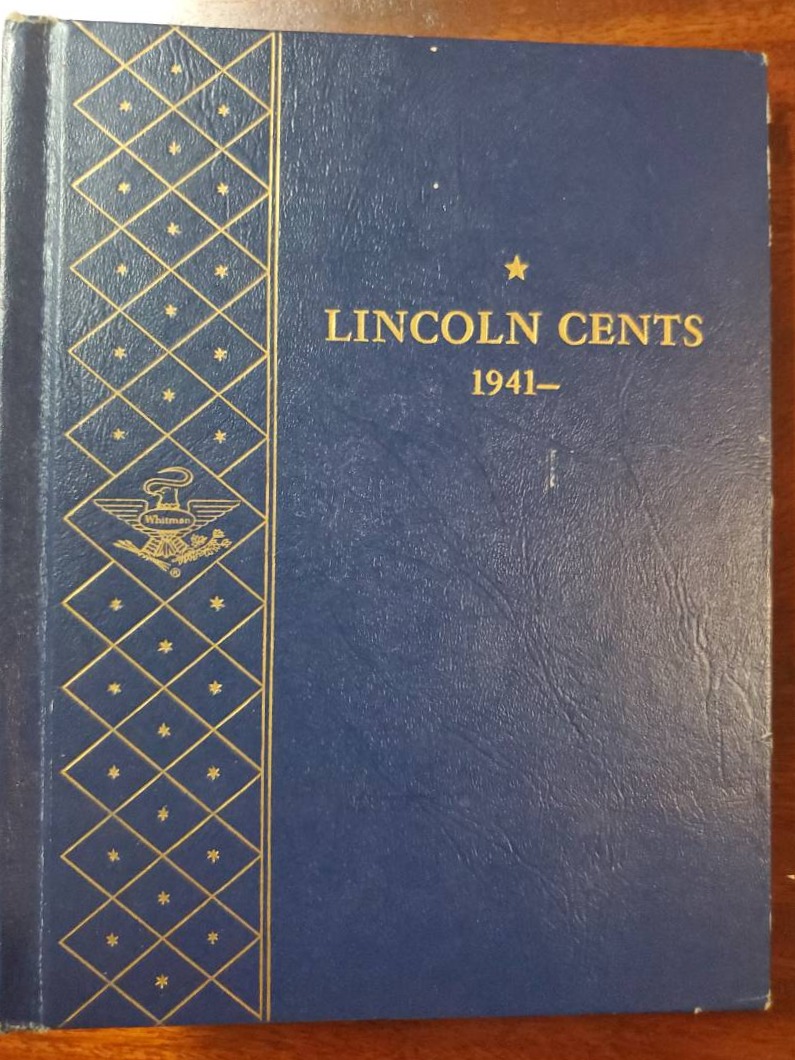 LINCOLN CENTS
1941–
Whitman
®